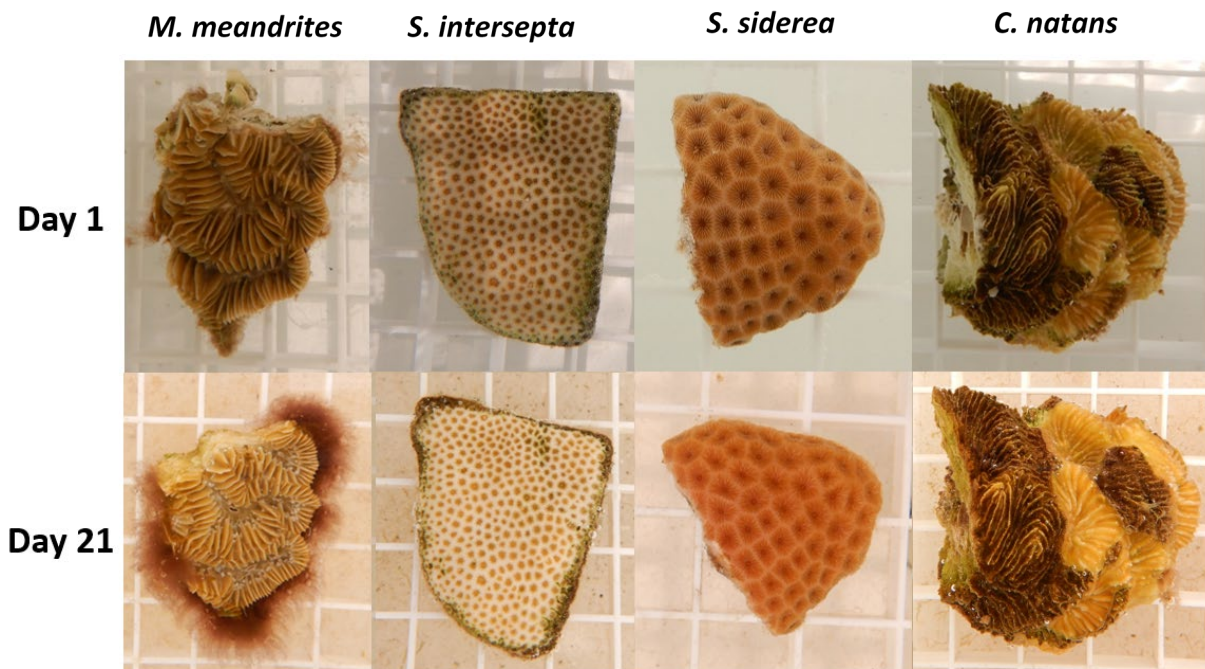 M. meandrites S. intersepta S. siderea C. natans
Day 1
Day 21